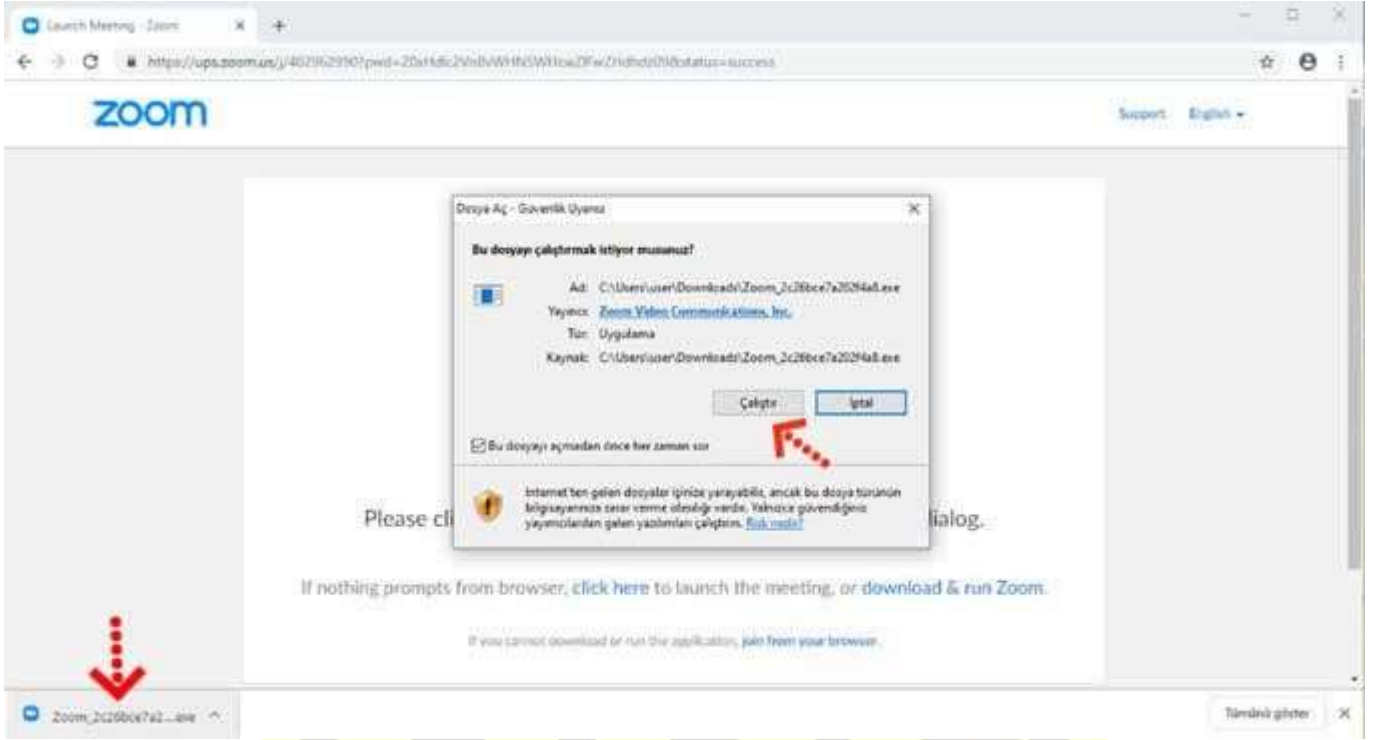 Launch Meeting - Zoom
zoom
Support English
Dosya Aç - Güvenlik Uyarısı
Bu dosyayı çalıştırmak istiyor musunuz?
Ad: C:\Users\user\Downloads\Zoom_2c26bce7a202f4a8.exe
Yayıncı: Zoom Video Communications, Inc.
Tür: Uygulama
Kaynak: C:\Users\user\Downloads\Zoom_2c26bce7a202f4a8.exe
Çalıştır İptal
Bu dosyayı açmadan önce her zaman sor
Internet'ten gelen dosyalar işinize yarayabilir, ancak bu dosya türünün
bilgisayarınıza zarar verme olasılığı vardır. Yalnızca güvendiğiniz
yayımcılardan gelen yazılımları çalıştırın. Risk nedir?
Please cli ialog.
If nothing prompts from browser, click here to launch the meeting, or download & run Zoom.
If you cannot download or run the application, join from your browser.
Zoom_2c26bce7a2....exe
Tümünü göster